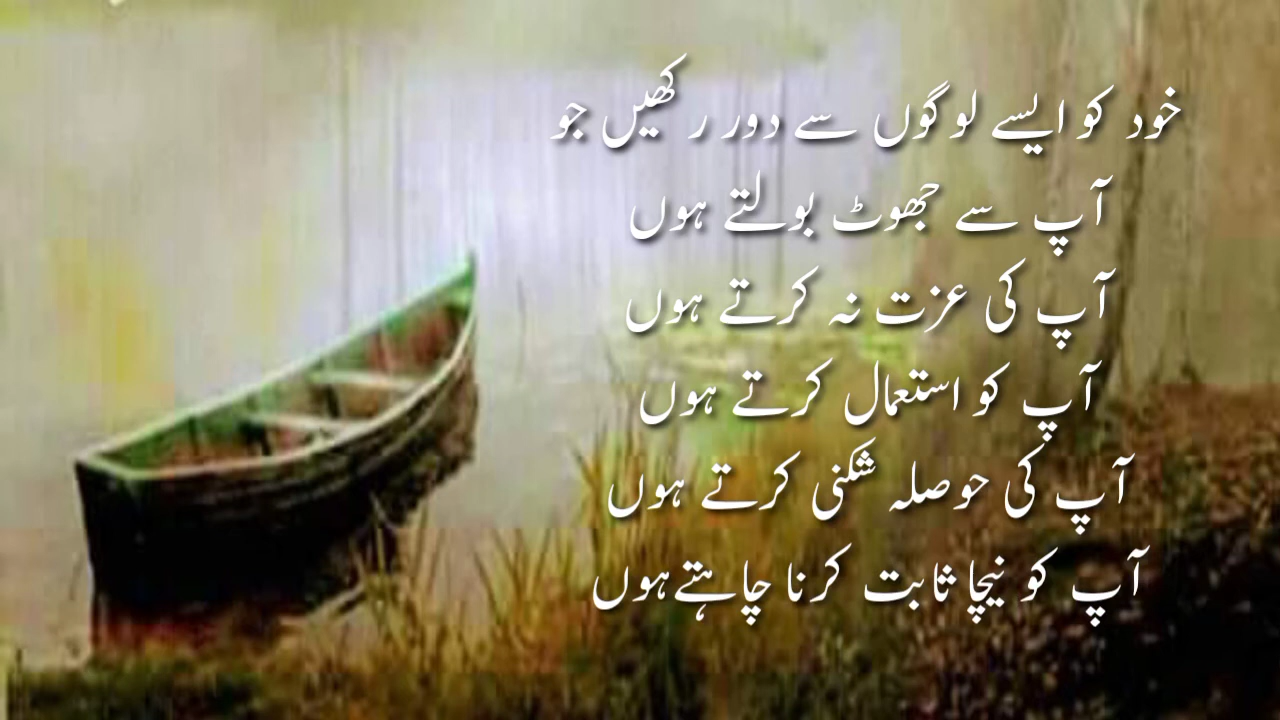 خود کو ایسے لوگوں سے دور رکھیں جو
آپ سے جھوٹ بولتے ہوں
آپ کی عزت نہ کرتے ہوں
آپ کو استعمال کرتے ہوں
آپ کی حوصلہ شکنی کرتے ہوں
آپ کو نیچا ثابت کرنا چاہتے ہوں